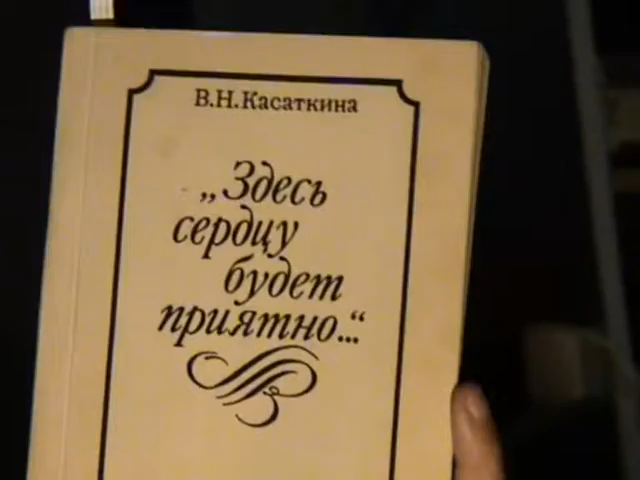 В.Н.Касаткина
„Здесь
сердцу
будет
приятно...“